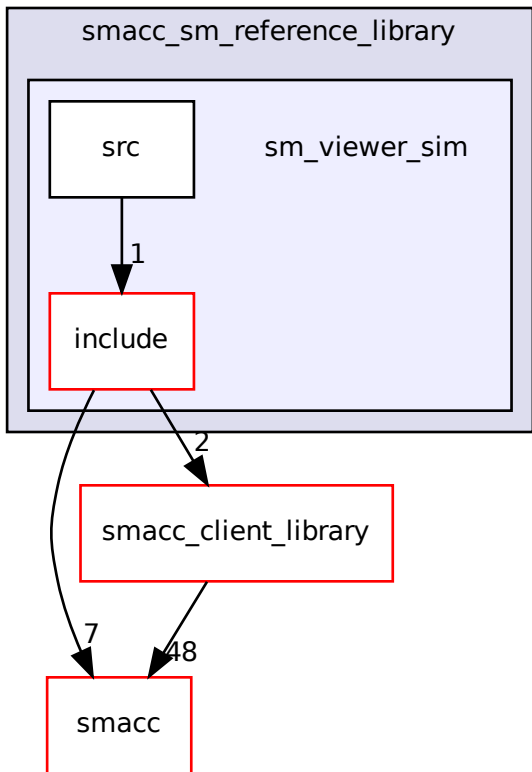 smacc_sm_reference_library
src
sm_viewer_sim
1
include
2
smacc_client_library
7
48
smacc